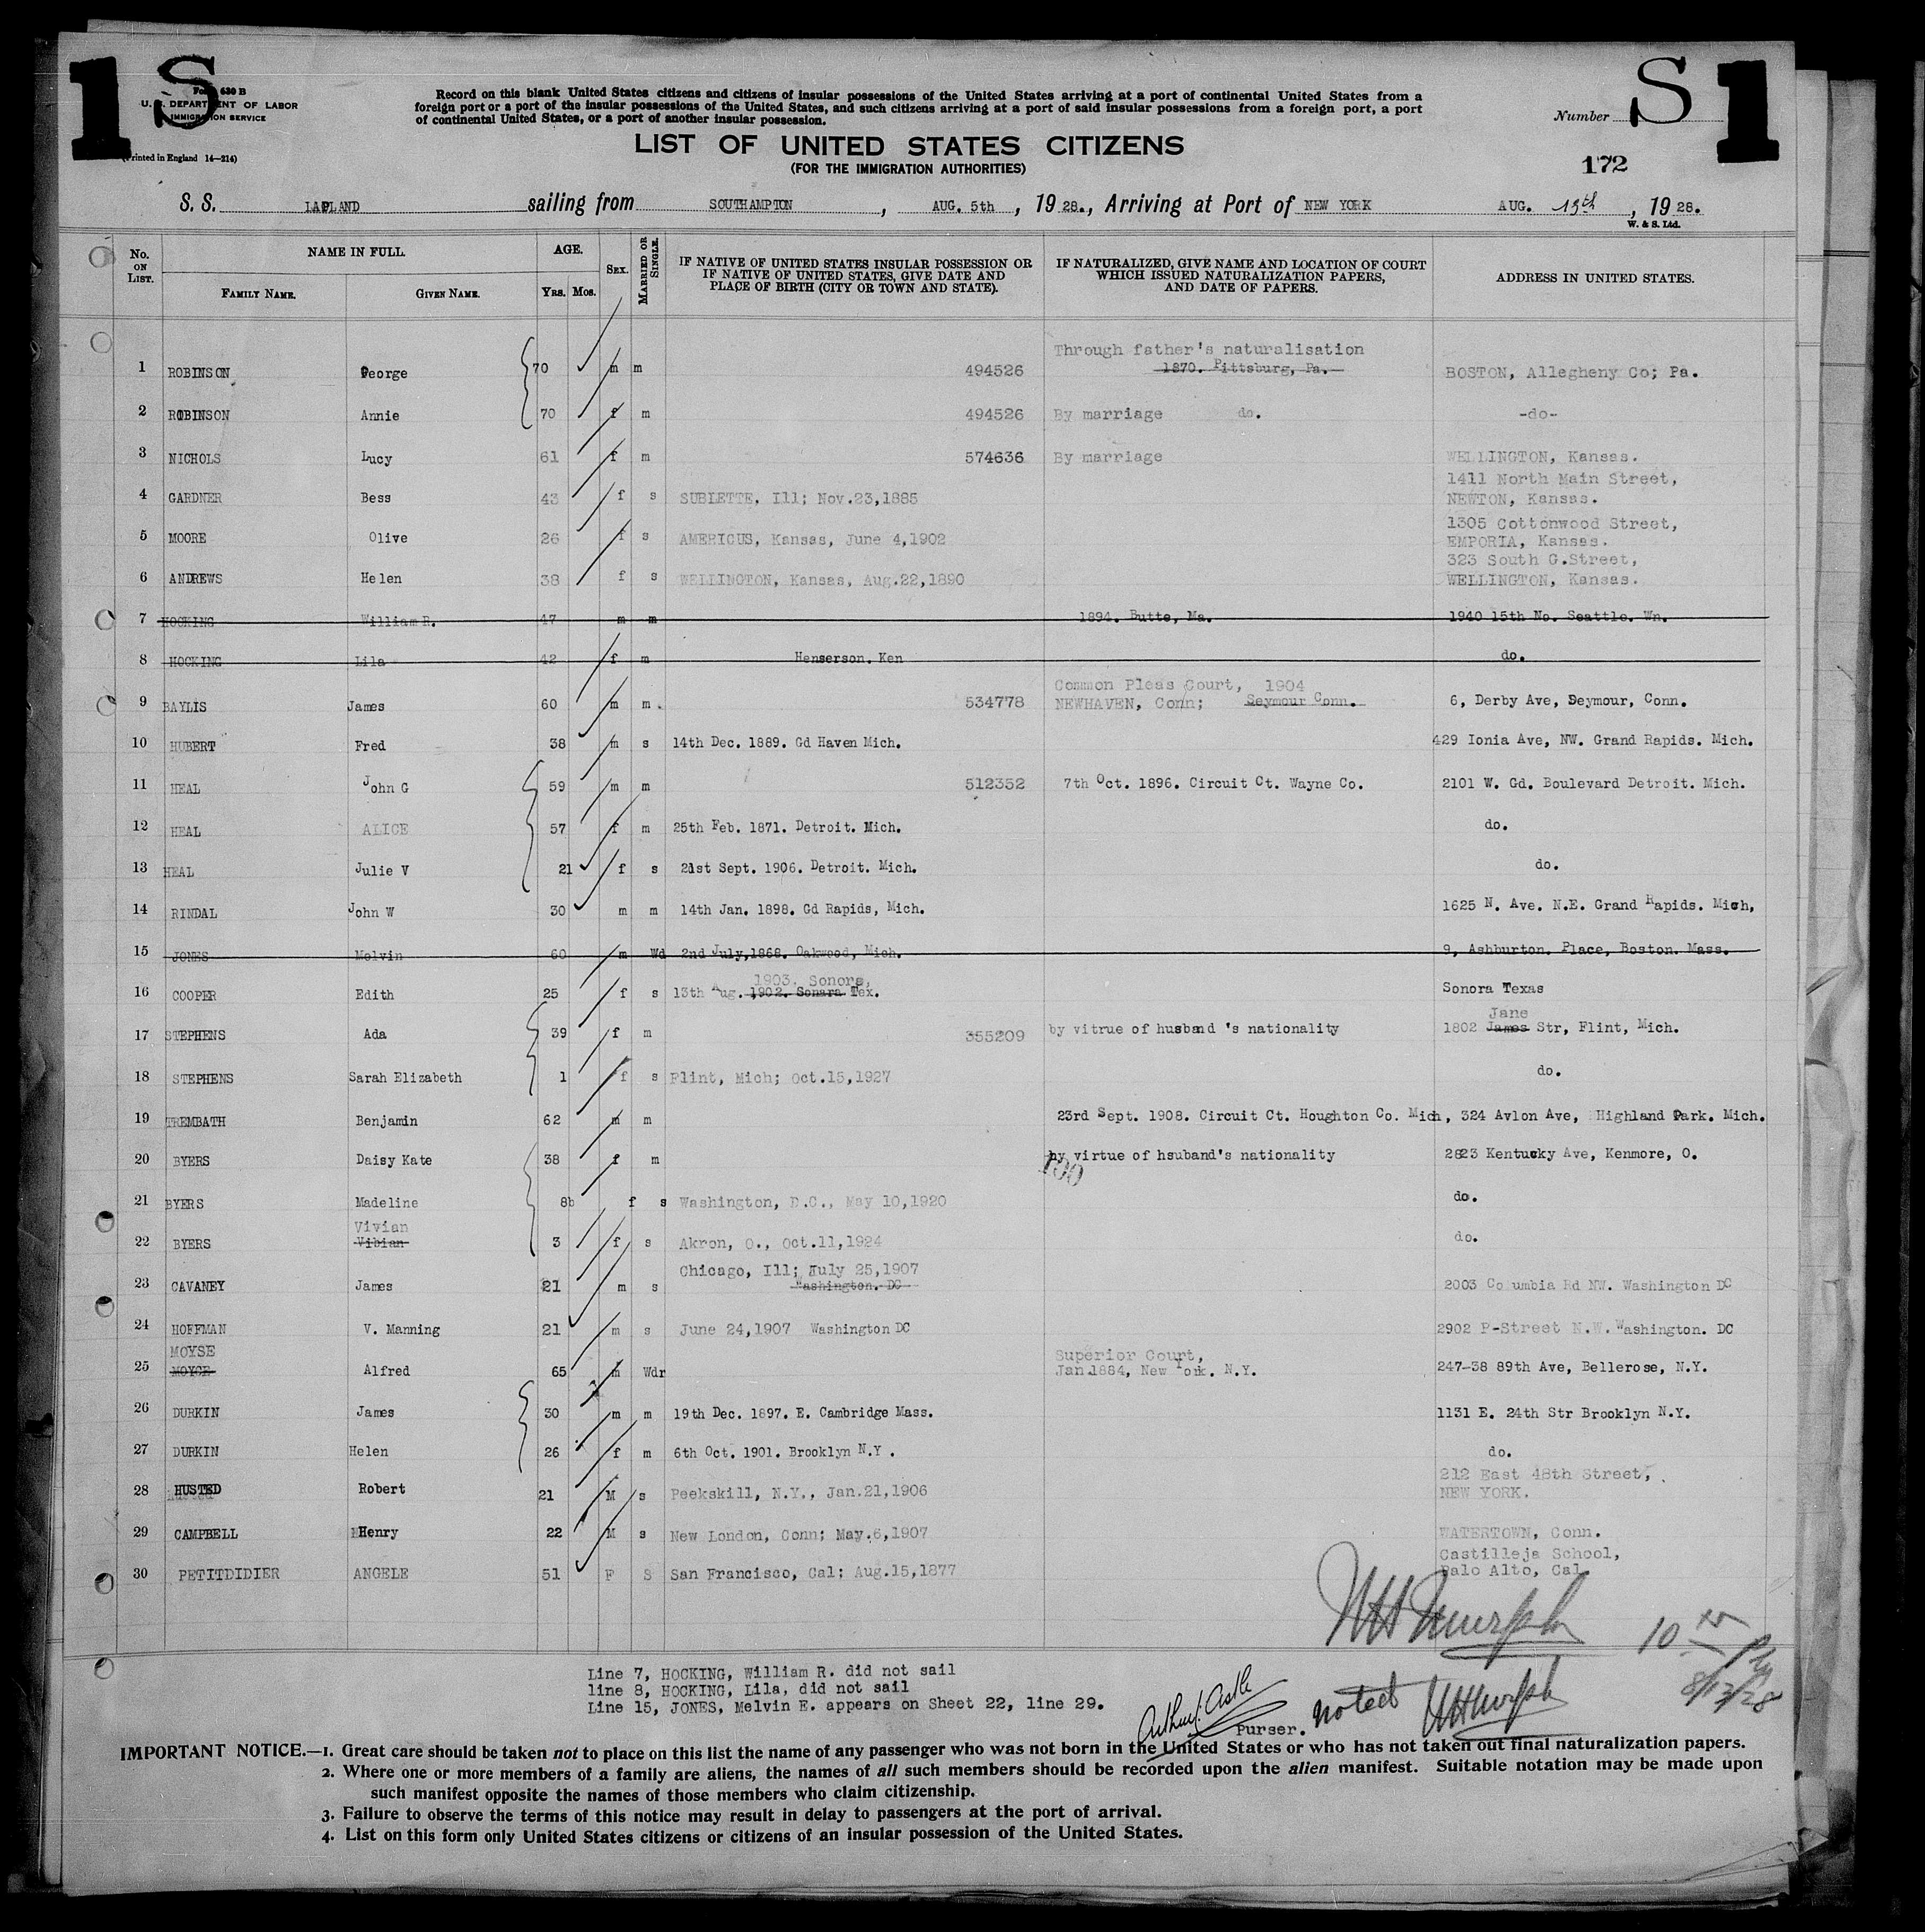 1 S
S 1
Form 630 B
U. S. DEPARTMENT OF LABOR
IMMIGRATION SERVICE
(Printed in England 14—214)
Record on this blank United States citizens and citizens of insular possessions of the United States arriving at a port of continental United States from a
foreign port or a port of the insular possessions of the United States, and such citizens arriving at a port of said insular possessions from a foreign port, a port
of continental United States, or a port of another insular possession.
Number
LIST OF UNITED STATES CITIZENS
(FOR THE IMMIGRATION AUTHORITIES)
172
S. S. LAPLAND sailing from SOUTHAMPTON, AUG. 5th, 1928., Arriving at Port of NEW YORK AUG. 13th, 1928.
W. & S. Ltd.
No. ON LIST. NAME IN FULL. FAMILY NAME. GIVEN NAME. AGE. YRS. MOS. SEX. MARRIED OR SINGLE. IF NATIVE OF UNITED STATES INSULAR POSSESSION OR IF NATIVE OF UNITED STATES, GIVE DATE AND PLACE OF BIRTH (CITY OR TOWN AND STATE). IF NATURALIZED, GIVE NAME AND LOCATION OF COURT WHICH ISSUED NATURALIZATION PAPERS, AND DATE OF PAPERS. ADDRESS IN UNITED STATES.
Through father's naturalisation
1 ROBINSON George 70 m m 494526 1870. Pittsburg, Pa. BOSTON, Allegheny Co; Pa.
2 ROBINSON Annie 70 f m 494526 By marriage do. -do-
3 NICHOLS Lucy 61 f m 574636 By marriage WELLINGTON, Kansas.
1411 North Main Street,
4 GARDNER Bess 43 f s SUBLETTE, Ill; Nov.23,1885 NEWTON, Kansas.
1305 Cottonwood Street,
5 MOORE Olive 26 f s AMERICUS, Kansas, June 4,1902 EMPORIA, Kansas.
323 South G.Street,
6 ANDREWS Helen 38 f s WELLINGTON, Kansas, Aug.22,1890 WELLINGTON, Kansas.
7 HOCKING William R. 47 m m 1894. Butte, Ma. 1940 15th No. Seattle. Wn.
8 HOCKING Lila 42 f m Henserson. Ken do.
Common Pleas Court, 1904
9 BAYLIS James 60 m m. 534778 NEWHAVEN, Conn; Seymour Conn. 6, Derby Ave, Seymour, Conn.
10 HUBERT Fred 38 m s 14th Dec. 1889. Gd Haven Mich. 429 Ionia Ave, NW. Grand Rapids. Mich.
11 HEAL John G 59 m m 512352 7th Oct. 1896. Circuit Ct. Wayne Co. 2101 W. Gd. Boulevard Detroit. Mich.
12 HEAL ALICE 57 f m 25th Feb. 1871. Detroit. Mich. do.
13 HEAL Julie V 21 f s 21st Sept. 1906. Detroit. Mich. do.
14 RINDAL John W 30 m m 14th Jan. 1898. Gd Rapids, Mich. 1625 N. Ave. N.E. Grand Rapids. Mich,
15 JONES Melvin 60 m Wd 2nd July,1868. Oakwood, Mich. 9, Ashburton. Place, Boston. Mass.
1903. Sonora,
16 COOPER Edith 25 f s 13th Aug. 1902. Sonara Tex. Sonora Texas
Jane
17 STEPHENS Ada 39 f m 355209 by vitrue of husband 's nationality 1802 James Str, Flint, Mich.
18 STEPHENS Sarah Elizabeth 1 f s Flint, Mich; Oct.15,1927 do.
19 TREMBATH Benjamin 62 m m 23rd Sept. 1908. Circuit Ct. Houghton Co. Mich, 324 Avlon Ave, Highland Park. Mich.
20 BYERS Daisy Kate 38 f m by virtue of hsuband's nationality 2823 Kentucky Ave, Kenmore, O.
21 BYERS Madeline 8 f s Washington, D.C., May 10,1920 do.
Vivian
22 BYERS Vibian 3 f s Akron, O., Oct.11,1924 do.
Chicago, Ill; July 25,1907
23 CAVANEY James 21 m s Washington. DC 2003 Columbia Rd NW. Washington DC
24 HOFFMAN V. Manning 21 m s June 24,1907 Washington DC 2902 P-Street N.W. Washington. DC
MOYSE Superior Court,
25 MOYCE Alfred 65 m Wdr Jan.1884, New York. N.Y. 247-38 89th Ave, Bellerose, N.Y.
26 DURKIN James 30 m m 19th Dec. 1897. E. Cambridge Mass. 1131 E. 24th Str Brooklyn N.Y.
27 DURKIN Helen 26 f m 6th Oct. 1901. Brooklyn N.Y. do.
212 East 48th Street,
28 HUSTED Robert 21 M s Peekskill, N.Y., Jan.21,1906 NEW YORK.
29 CAMPBELL Henry 22 M s New London, Conn; May.6,1907 WATERTOWN, Conn.
Castilleja School,
30 PETITDIDIER ANGELE 51 F S San Francisco, Cal; Aug.15,1877 Palo Alto, Cal.
Line 7, HOCKING, William R. did not sail
line 8, HOCKING, Lila, did not sail
Line 15, JONES, Melvin E. appears on Sheet 22, line 29.
Purser. Noted
IMPORTANT NOTICE.—1. Great care should be taken not to place on this list the name of any passenger who was not born in the United States or who has not taken out final naturalization papers.
2. Where one or more members of a family are aliens, the names of all such members should be recorded upon the alien manifest. Suitable notation may be made upon
such manifest opposite the names of those members who claim citizenship.
3. Failure to observe the terms of this notice may result in delay to passengers at the port of arrival.
4. List on this form only United States citizens or citizens of an insular possession of the United States.